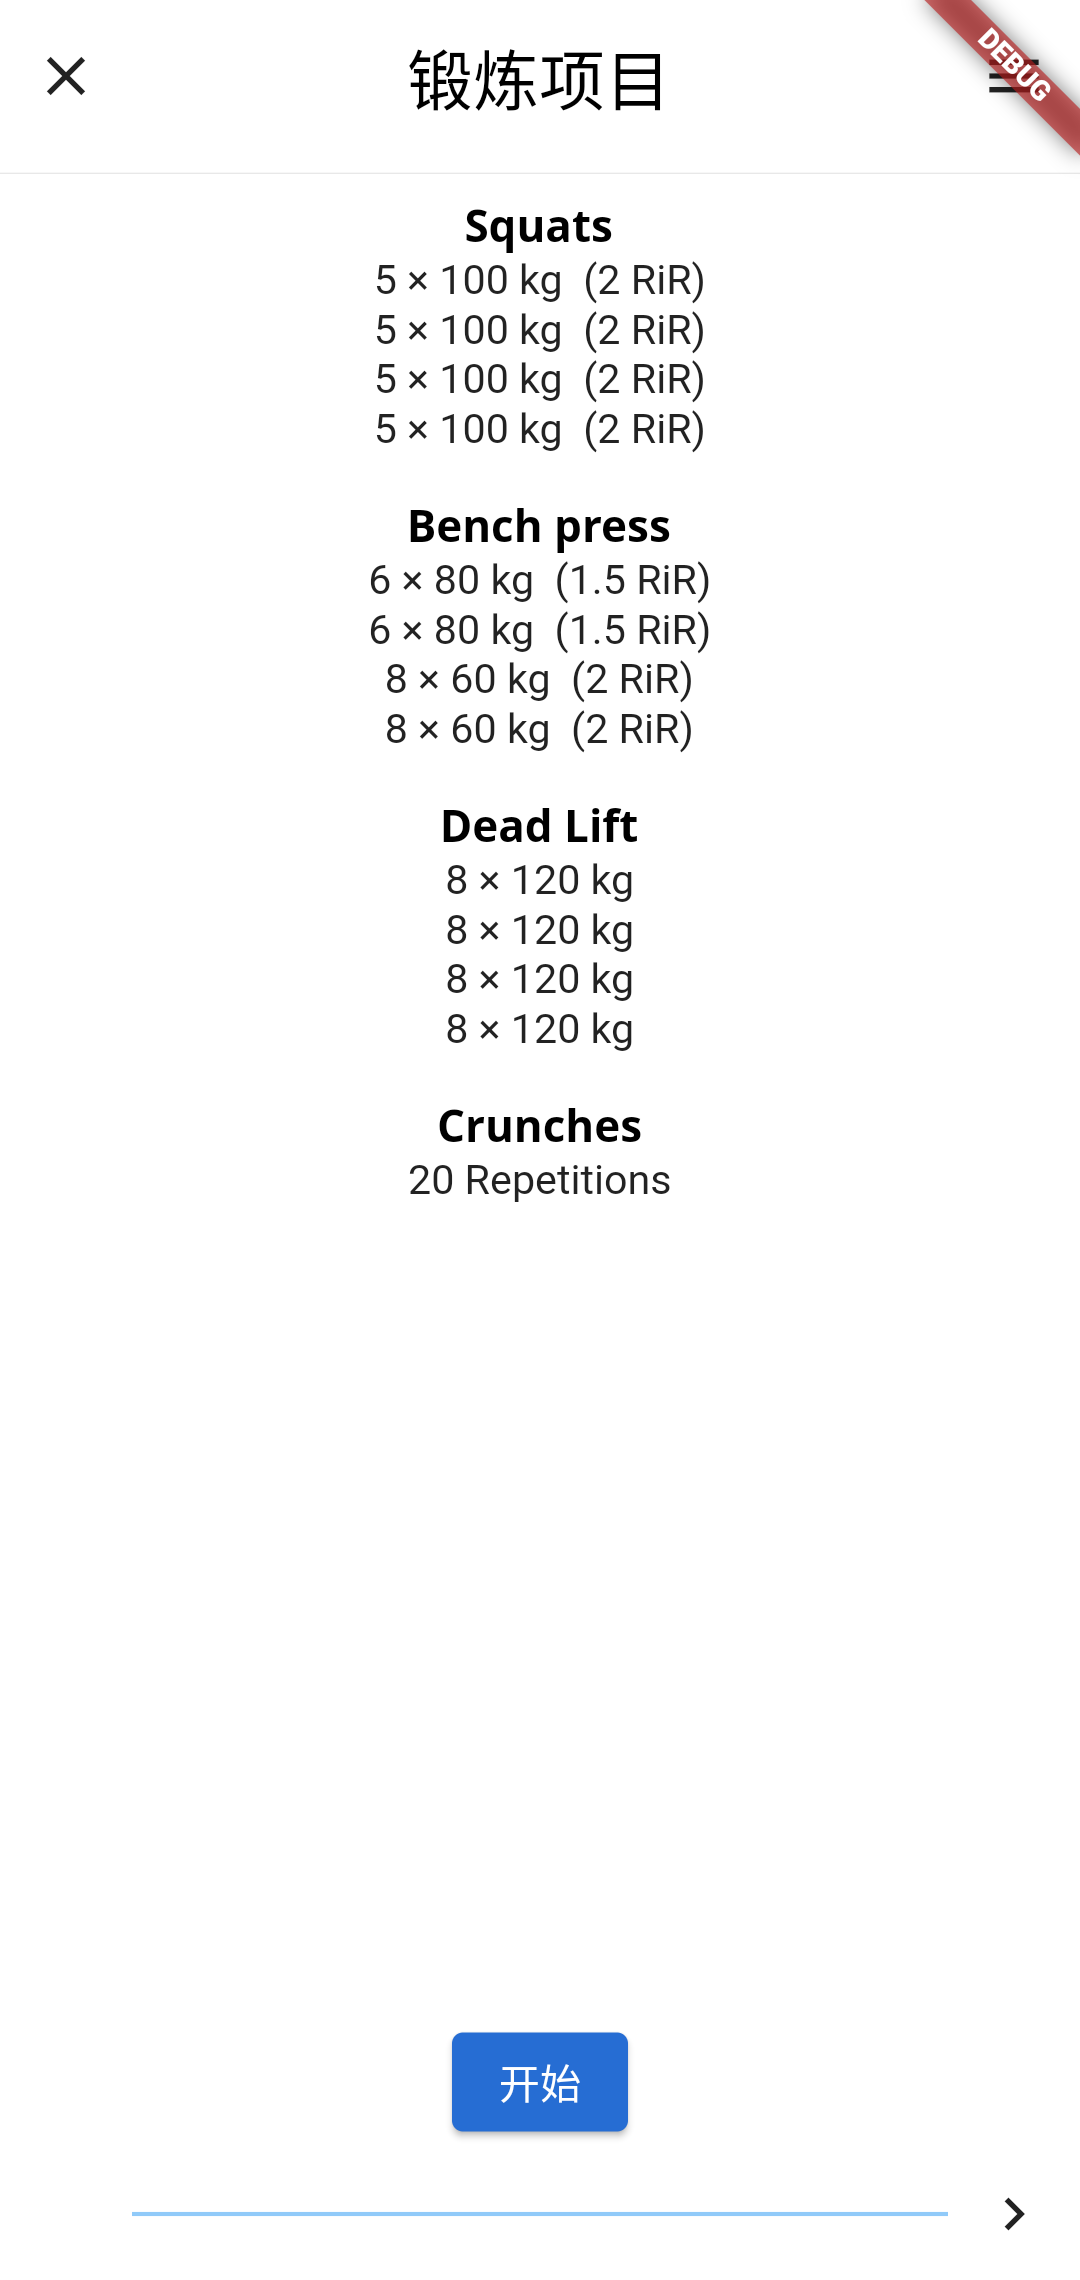 锻炼项目
DEBUG
Squats
5 × 100 kg (2 RiR)
5 × 100 kg (2 RiR)
5 × 100 kg (2 RiR)
5 × 100 kg (2 RiR)
Bench press
6 × 80 kg (1.5 RiR)
6 × 80 kg (1.5 RiR)
8 × 60 kg (2 RiR)
8 × 60 kg (2 RiR)
Dead Lift
8 × 120 kg
8 × 120 kg
8 × 120 kg
8 × 120 kg
Crunches
20 Repetitions
开始